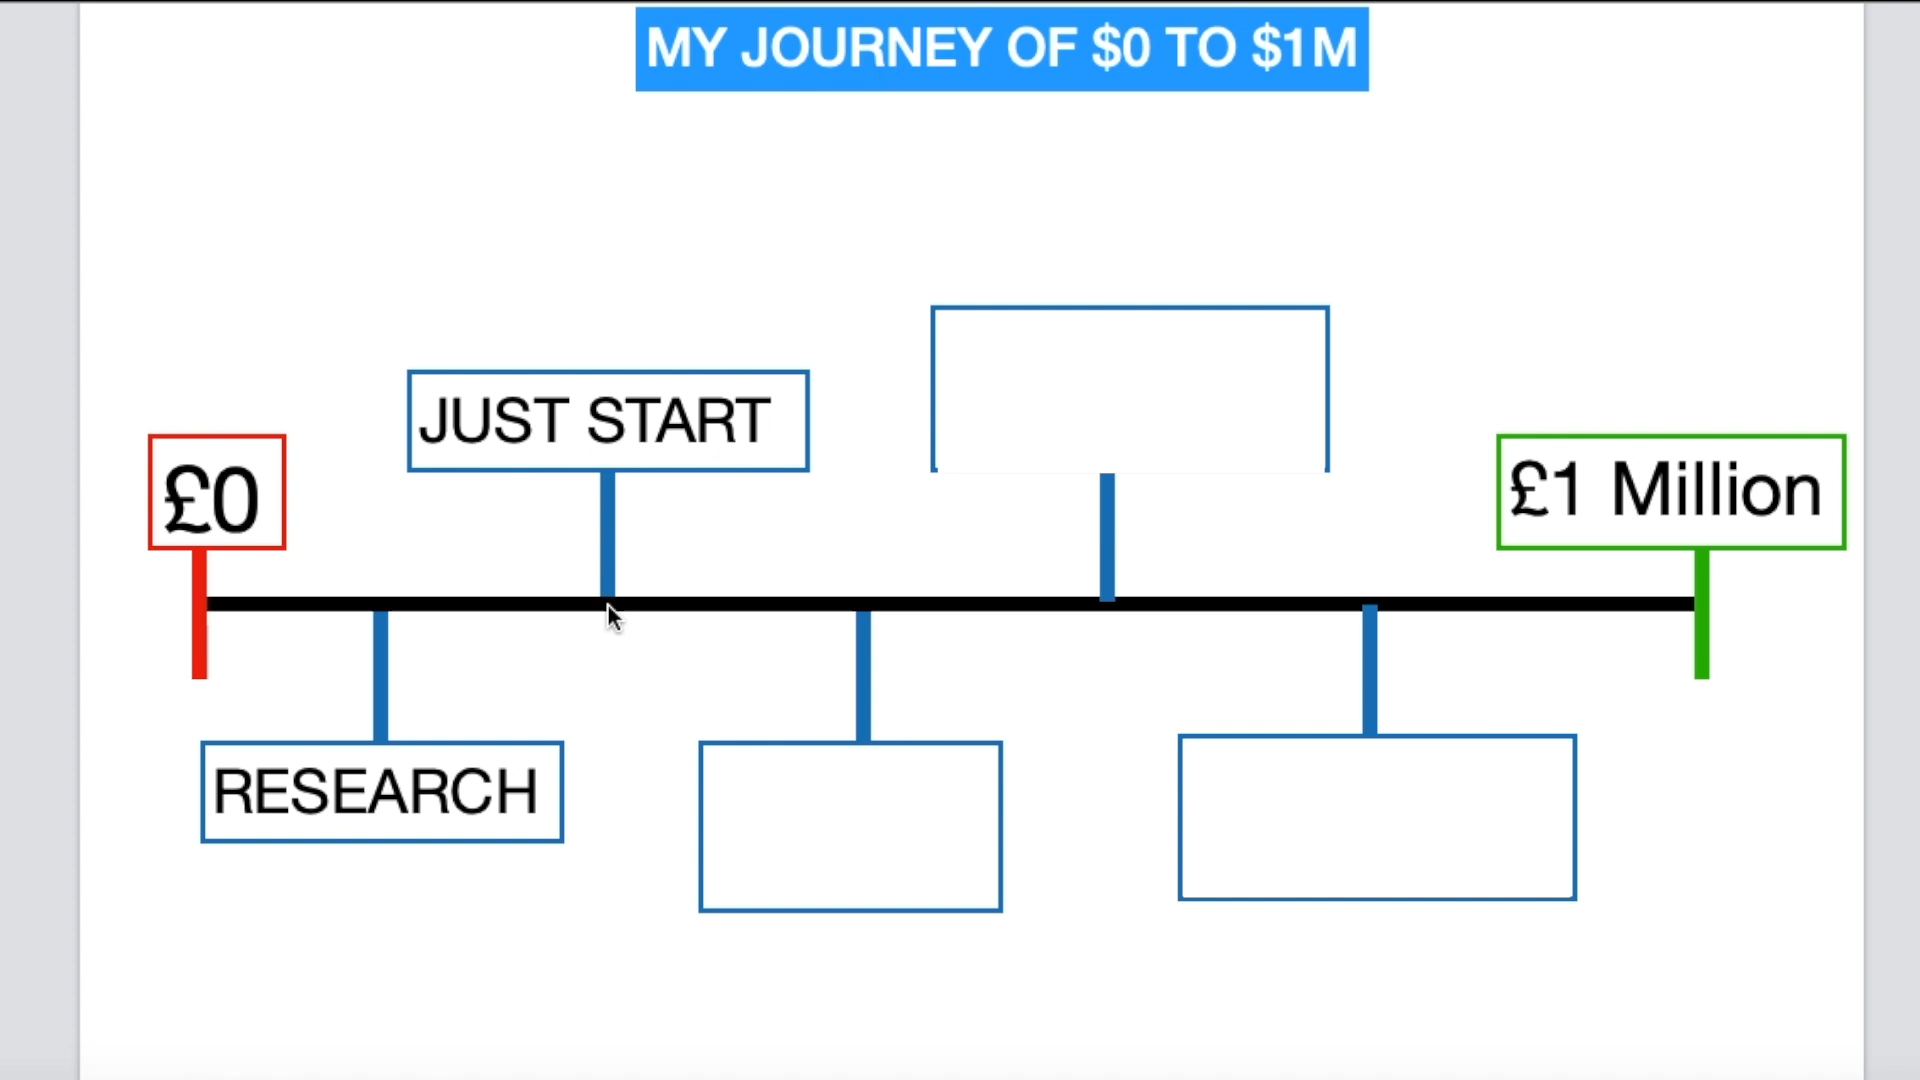 MY JOURNEY OF $0 TO $1M
JUST START
£0
£1 Million
RESEARCH